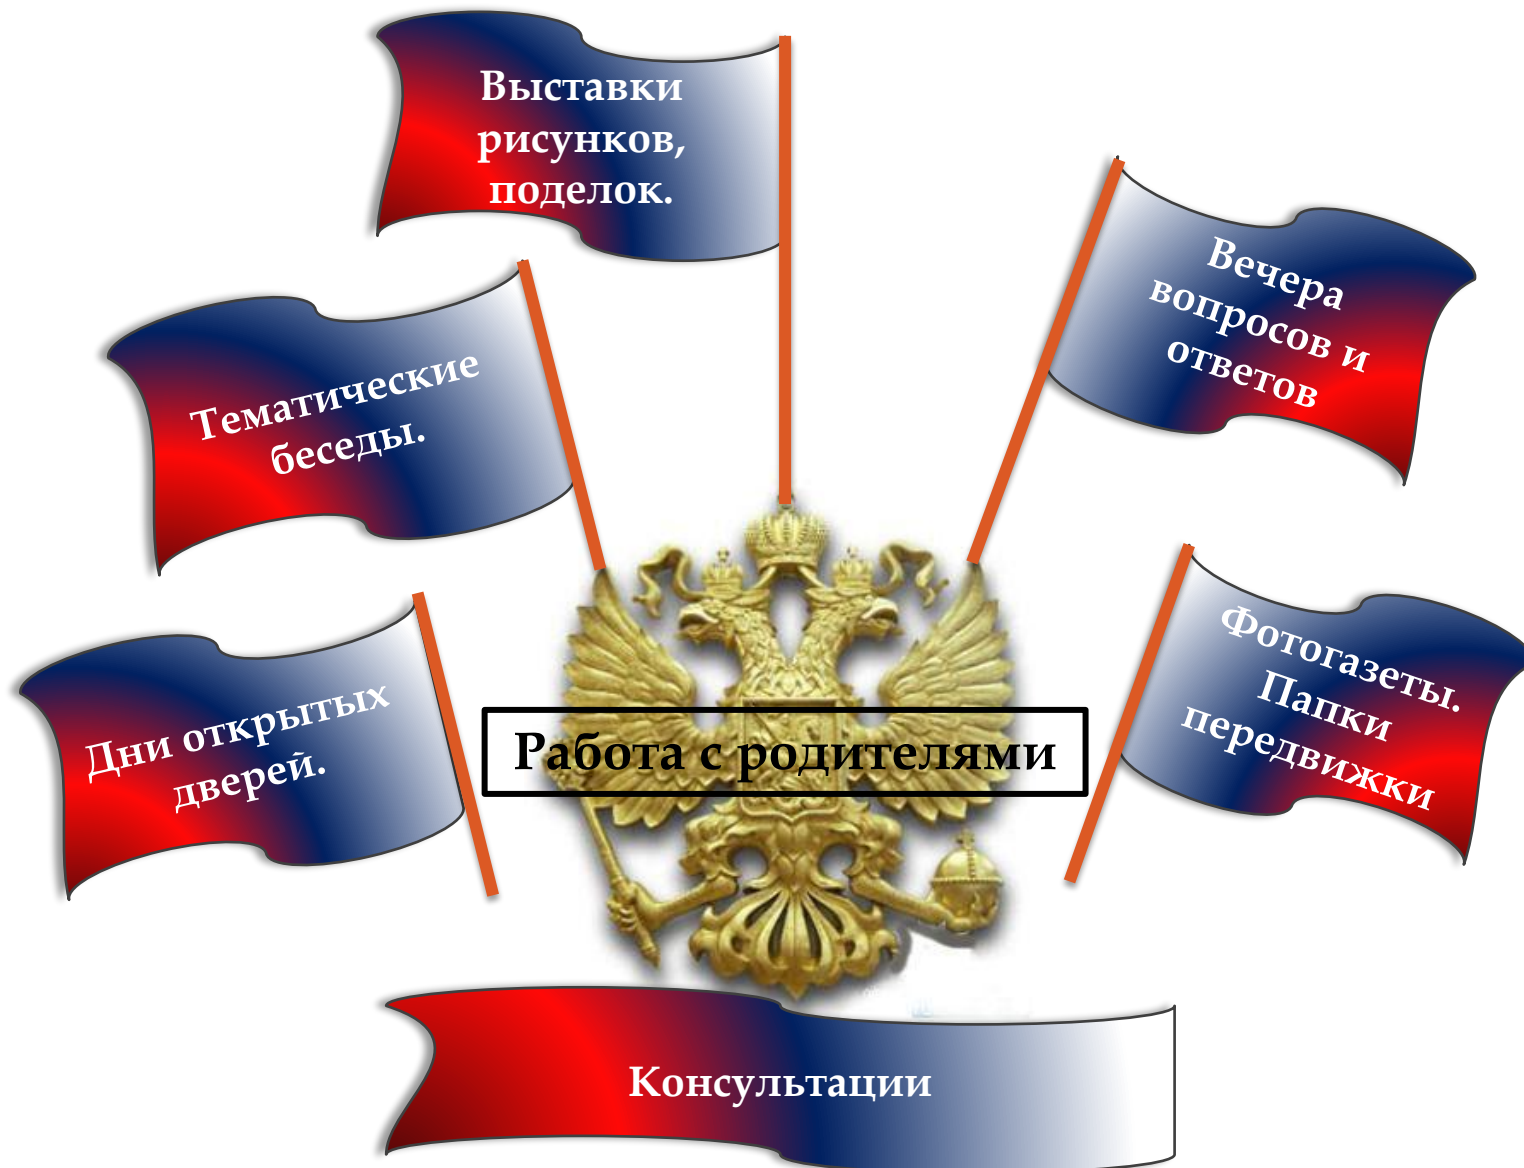 Выставки
рисунков,
поделок.
Вечера
вопросов и
ответов
Тематические
беседы.
Фотогазеты.
Папки
передвижки
Дни открытых
дверей.
Работа с родителями
Консультации